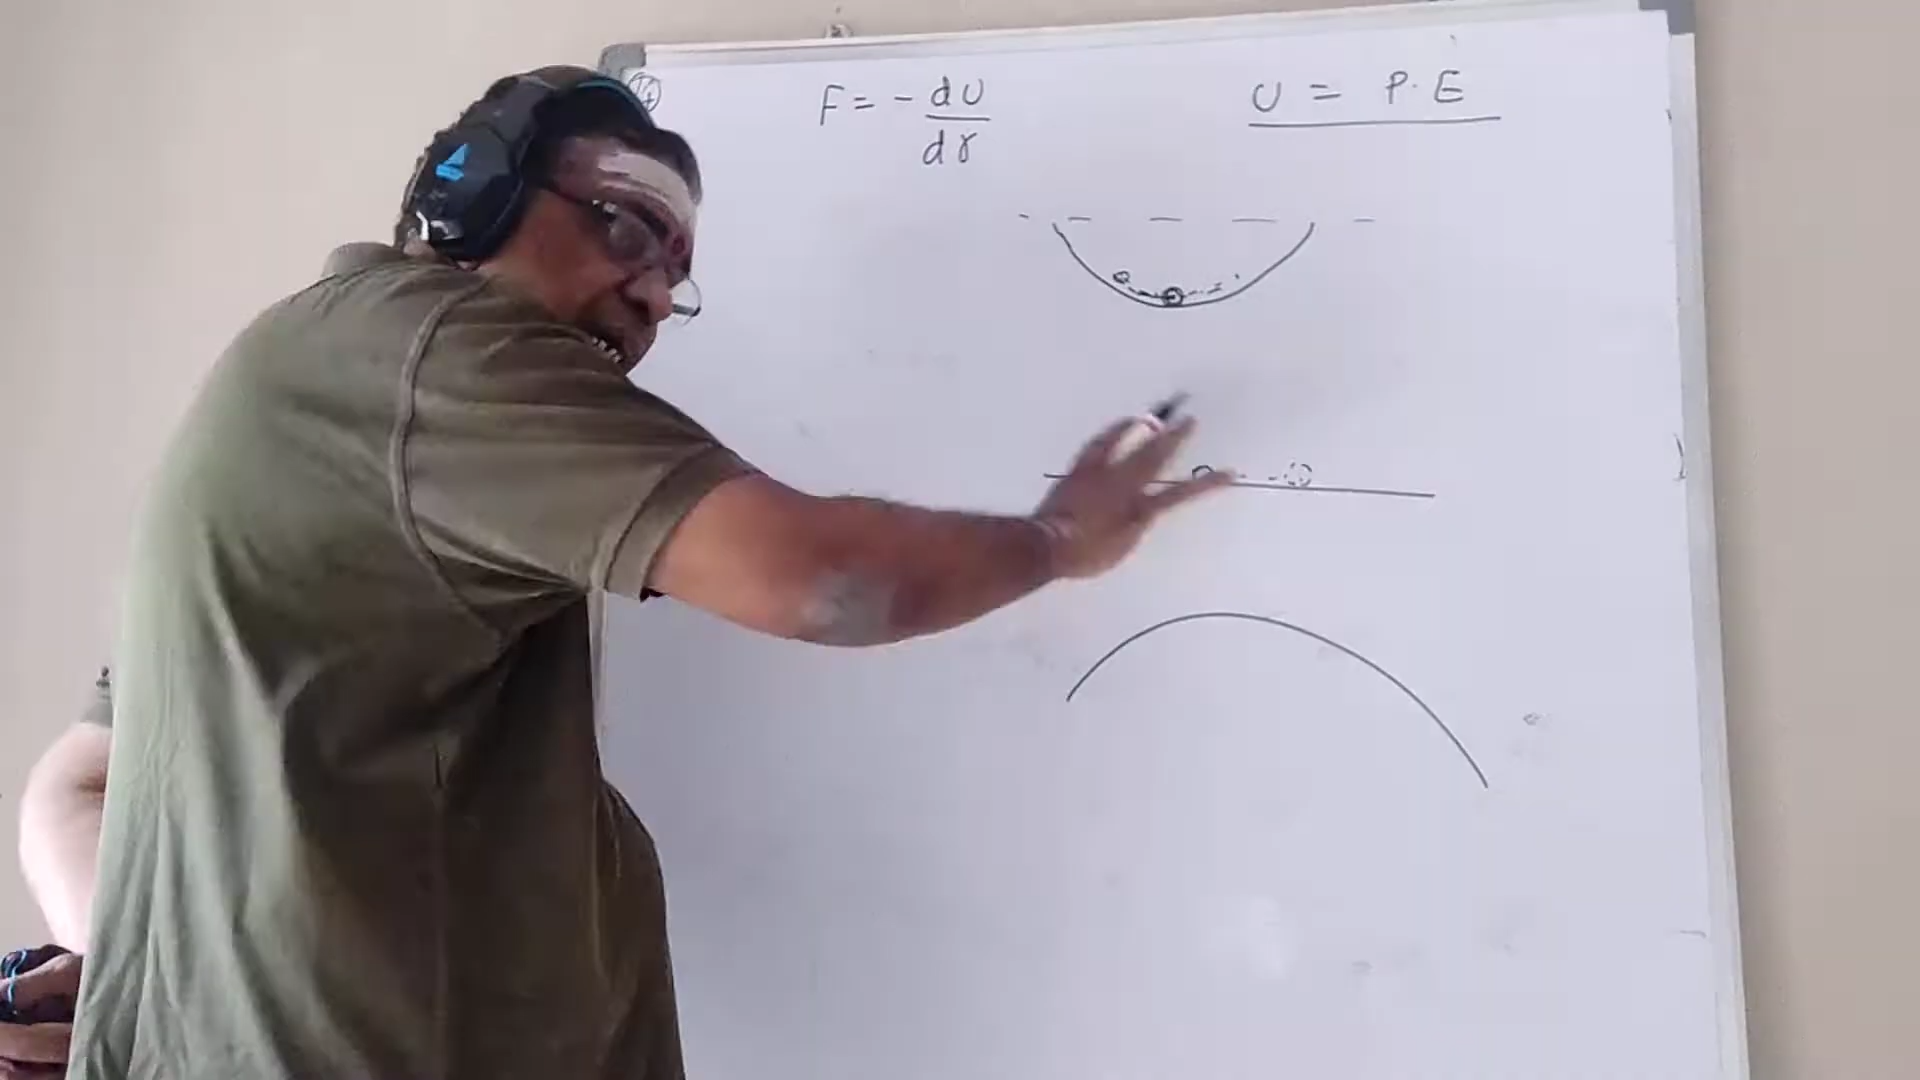 F = - dU
dr
U = P.E